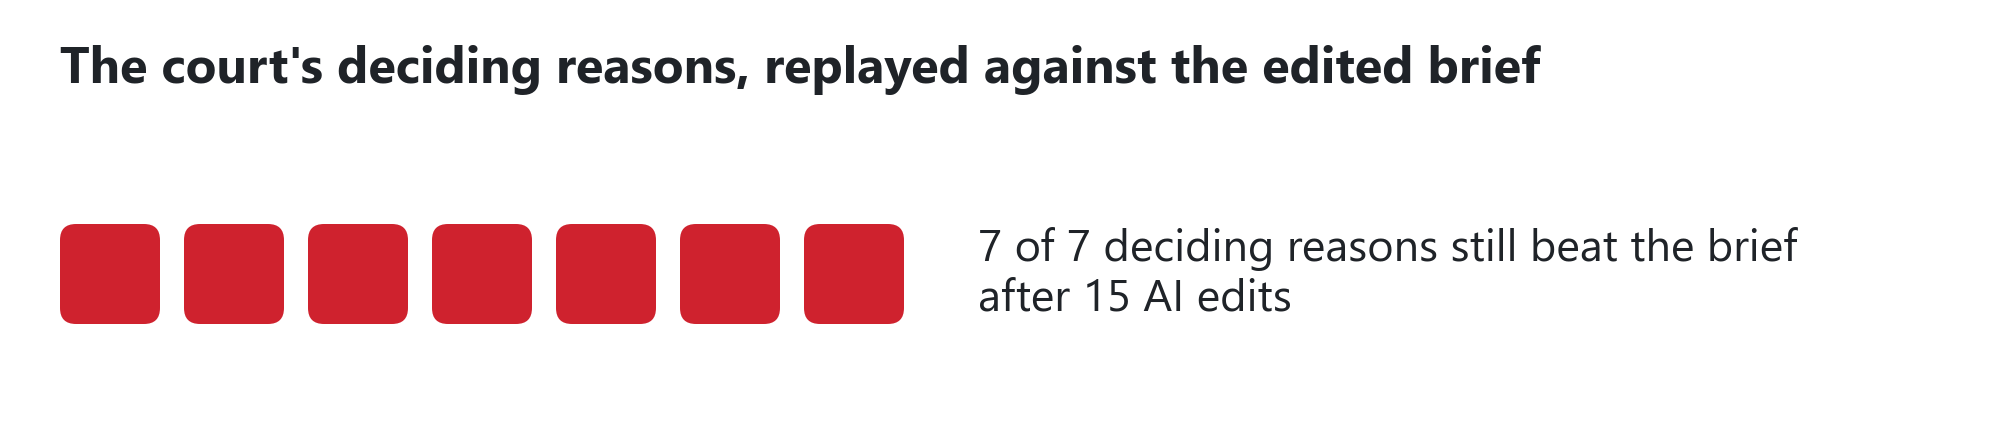 The court's deciding reasons, replayed against the edited brief
7 of 7 deciding reasons still beat the brief
after 15 AI edits